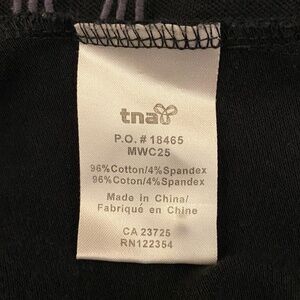 tna
P.O. # 18465
MWC25
96%Cotton/4%Spandex
96%Coton/4%Spandex
Made in China/
Fabriqué en Chine
CA 23725
RN122354